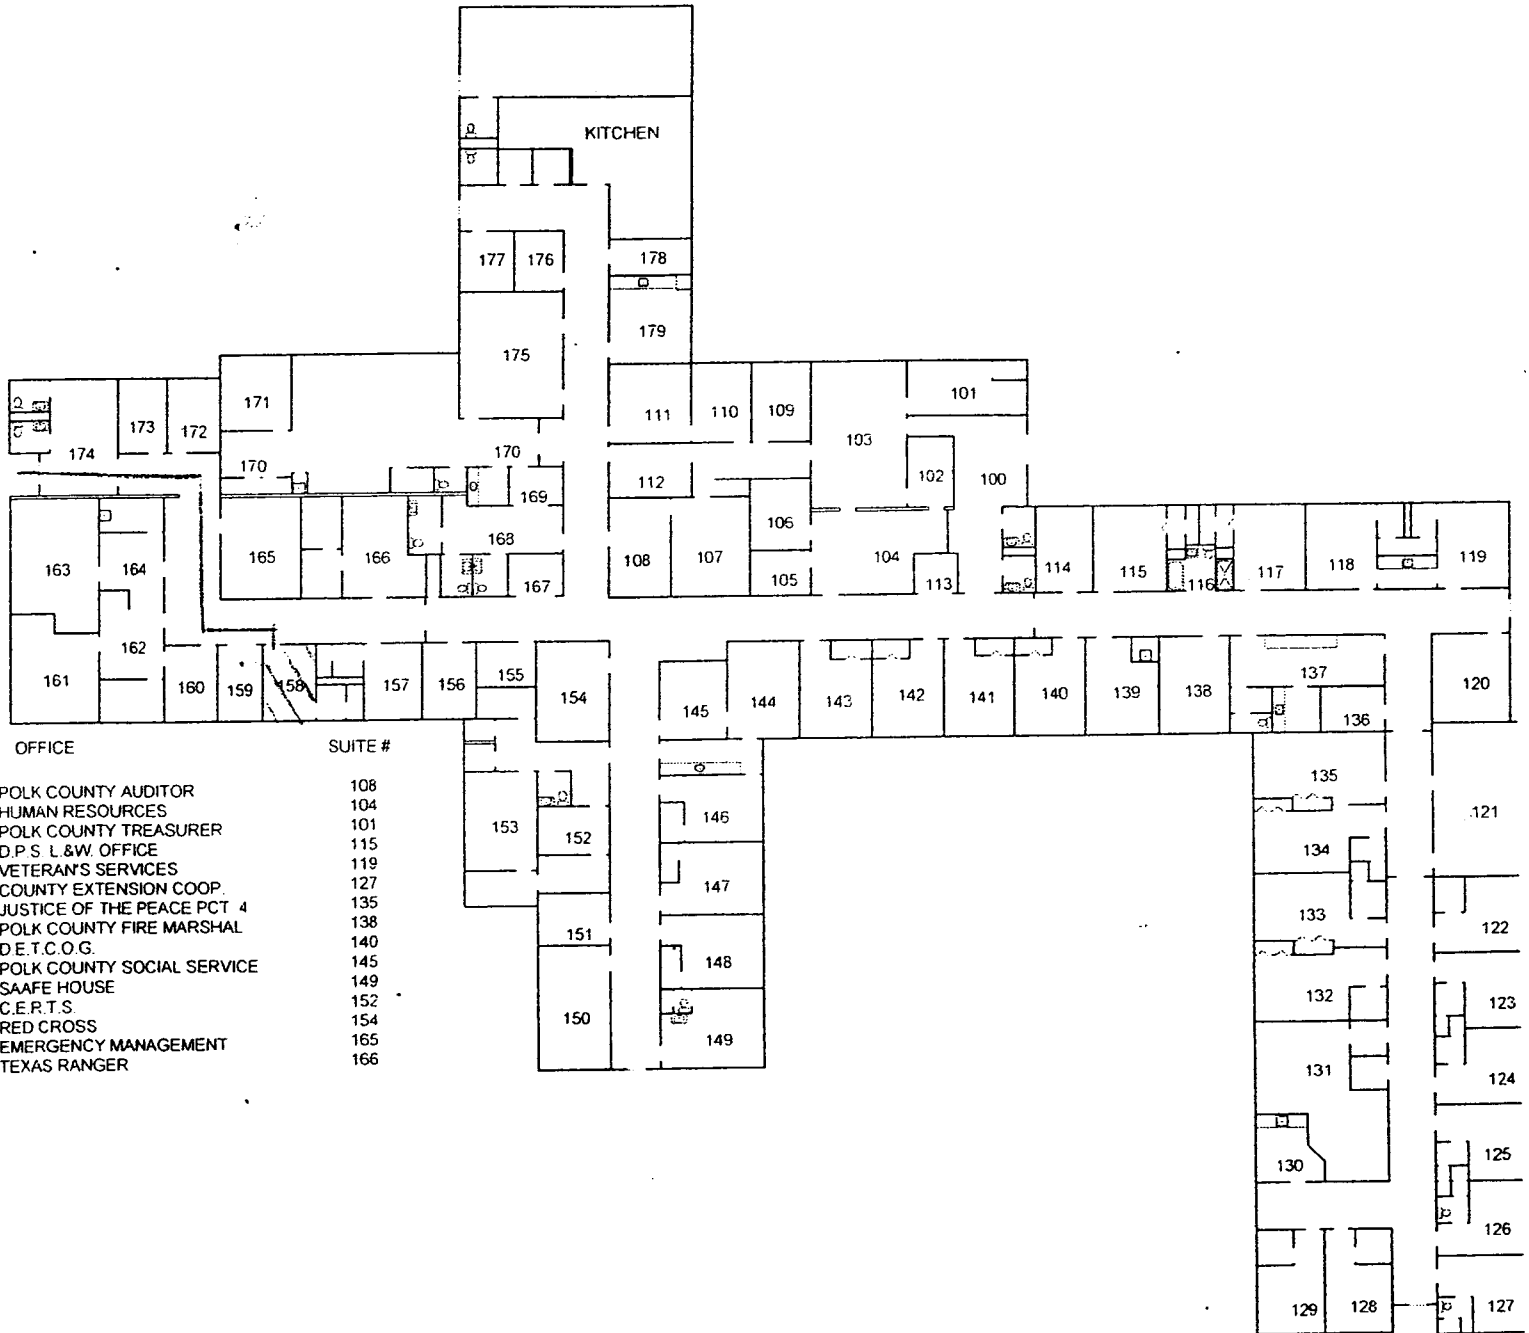 KITCHEN
177 176 178
179
175
171 111 110 109 101
173 172 103
174 170 170 112 102 100
169
106
163 164 165 166 168 108 107 104 114 115 116 117 118 119
167 105 113
162
161 160 159 158 157 156 155 154 145 144 143 142 141 140 139 138 137 120
136
OFFICE SUITE #
POLK COUNTY AUDITOR 108
HUMAN RESOURCES 104
POLK COUNTY TREASURER 101
D.P.S. L.&W. OFFICE 115
VETERAN'S SERVICES 119
COUNTY EXTENSION COOP. 127
JUSTICE OF THE PEACE PCT 4 135
POLK COUNTY FIRE MARSHAL 138
D.E.T.C.O.G. 140
POLK COUNTY SOCIAL SERVICE 145
SAAFE HOUSE 149
C.E.R.T.S. 152
RED CROSS 154
EMERGENCY MANAGEMENT 165
TEXAS RANGER 166
135
153 152 146 121
134
147
133
151 122
148
150 132 123
149
131 124
125
130
126
129 128 127